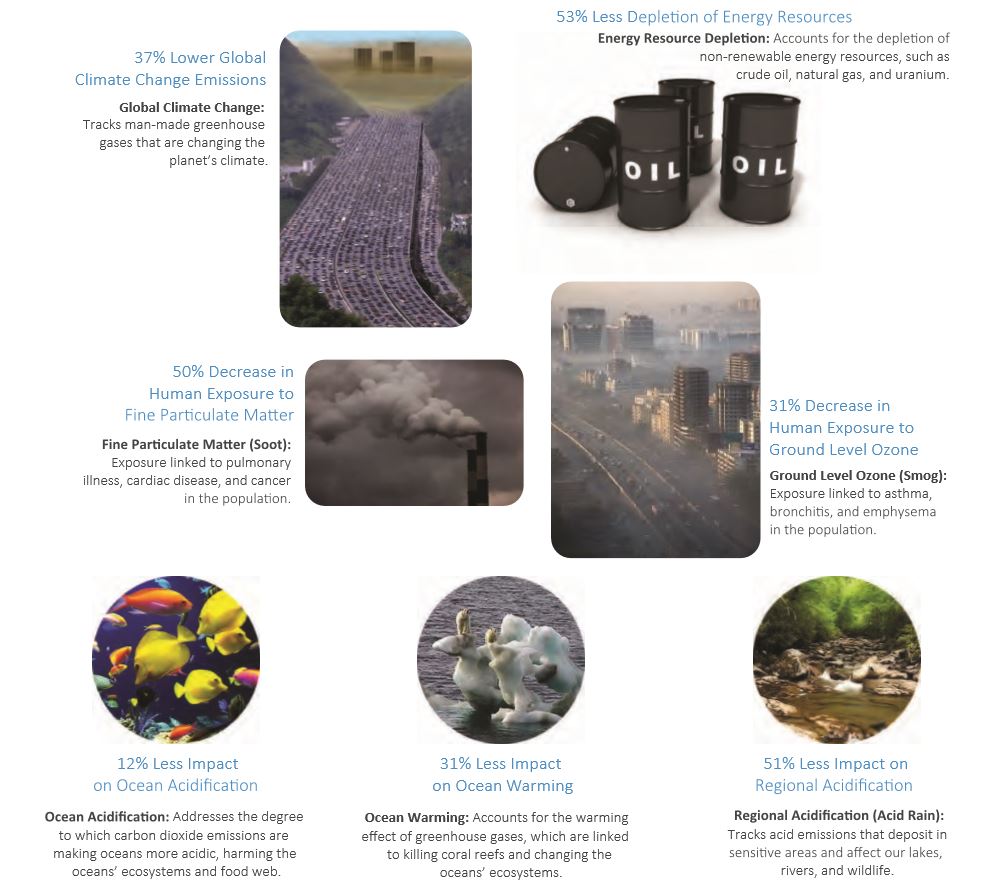 53% Less Depletion of Energy Resources
Energy Resource Depletion: Accounts for the depletion of
non-renewable energy resources, such as
crude oil, natural gas, and uranium.
37% Lower Global
Climate Change Emissions
Global Climate Change:
Tracks man-made greenhouse
gases that are changing the
planet's climate.
OIL
L
OIL
50% Decrease in
Human Exposure to
Fine Particulate Matter
Fine Particulate Matter (Soot):
Exposure linked to pulmonary
illness, cardiac disease, and cancer
in the population.
31% Decrease in
Human Exposure to
Ground Level Ozone
Ground Level Ozone (Smog):
Exposure linked to asthma,
bronchitis, and emphysema
in the population.
12% Less Impact
on Ocean Acidification
Ocean Acidification: Addresses the degree
to which carbon dioxide emissions are
making oceans more acidic, harming the
oceans' ecosystems and food web.
31% Less Impact
on Ocean Warming
Ocean Warming: Accounts for the warming
effect of greenhouse gases, which are linked
to killing coral reefs and changing the
oceans' ecosystems.
51% Less Impact on
Regional Acidification
Regional Acidification (Acid Rain):
Tracks acid emissions that deposit in
sensitive areas and affect our lakes,
rivers, and wildlife.